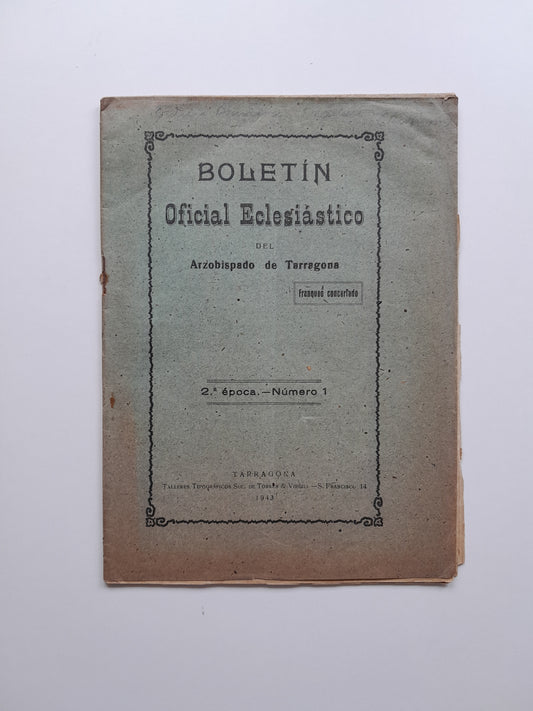 BOLETÍN
Oficial Eclesiástico
DEL
Arzobispado de Tarragona
Franqueo concertado
2.ª época.—Número 1
TARRAGONA
TALLERES TIPOGRÁFICOS SUC. DE TORRES & VIRGILI —S. FRANCISCO, 14
1943